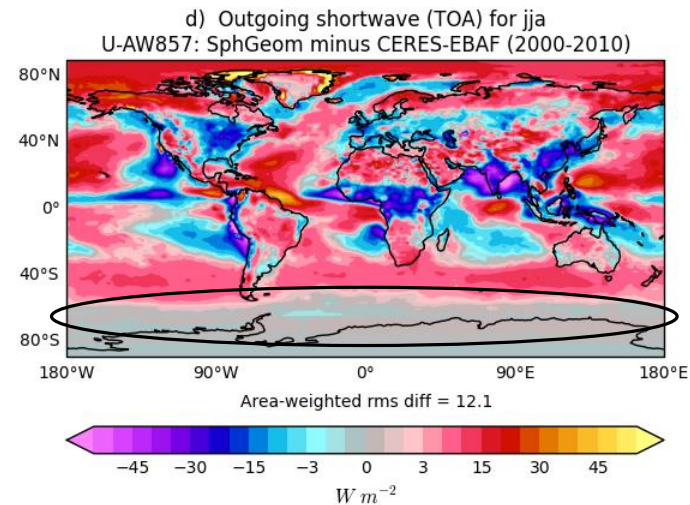 d)  Outgoing shortwave (TOA) for jja
U-AW857: SphGeom minus CERES-EBAF (2000-2010)
80°N
40°N
0°
40°S
80°S
180°W 90°W 0° 90°E 180°E
Area-weighted rms diff = 12.1
−45 −30 −15 −3 0 3 15 30 45
W m⁻²